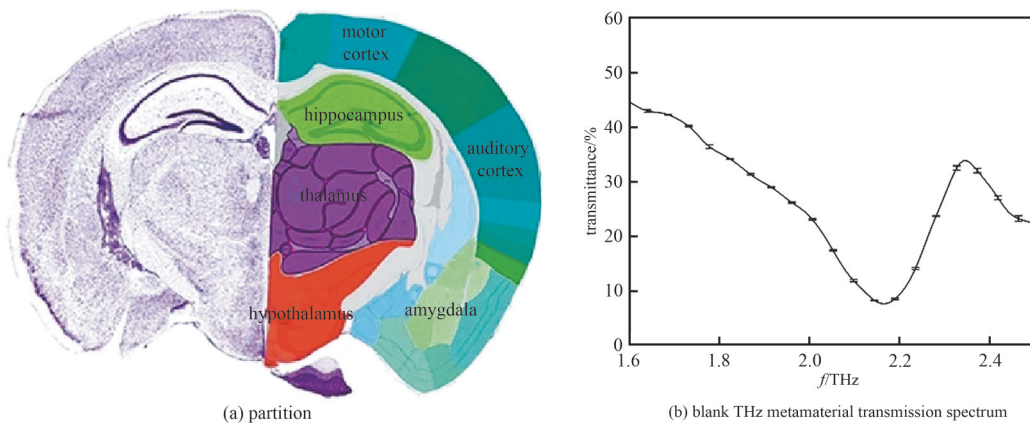 motor
cortex
hippocampus
auditory
cortex
thalamus
hypothalamus
amygdala
(a) partition
60
50
40
30
20
10
0
transmittance/%
1.6
1.8
2.0
2.2
2.4
f/THz
(b) blank THz metamaterial transmission spectrum